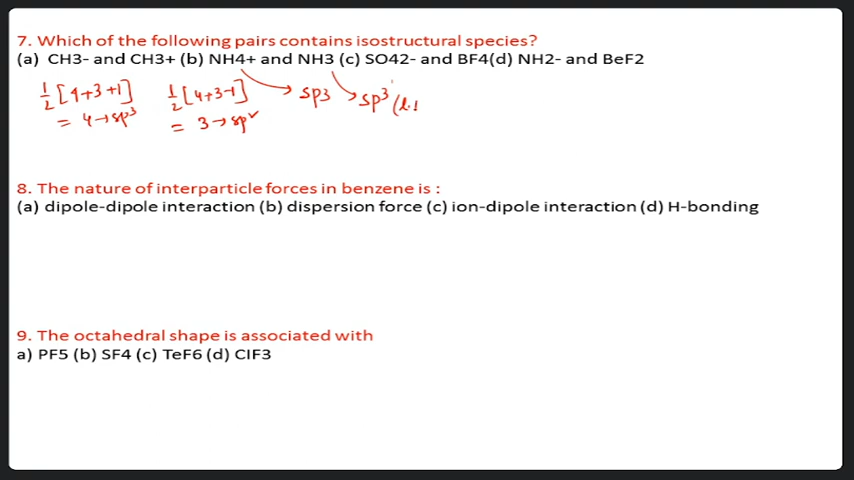 7. Which of the following pairs contains isostructural species?
(a) CH3- and CH3+ (b) NH4+ and NH3 (c) SO42- and BF4(d) NH2- and BeF2
1/2 [4+3+1] 1/2 [4+3-1] → sp3 → sp³ (l.
= 4 → sp³ = 3 → sp²
8. The nature of interparticle forces in benzene is :
(a) dipole-dipole interaction (b) dispersion force (c) ion-dipole interaction (d) H-bonding
9. The octahedral shape is associated with
a) PF5 (b) SF4 (c) TeF6 (d) CIF3